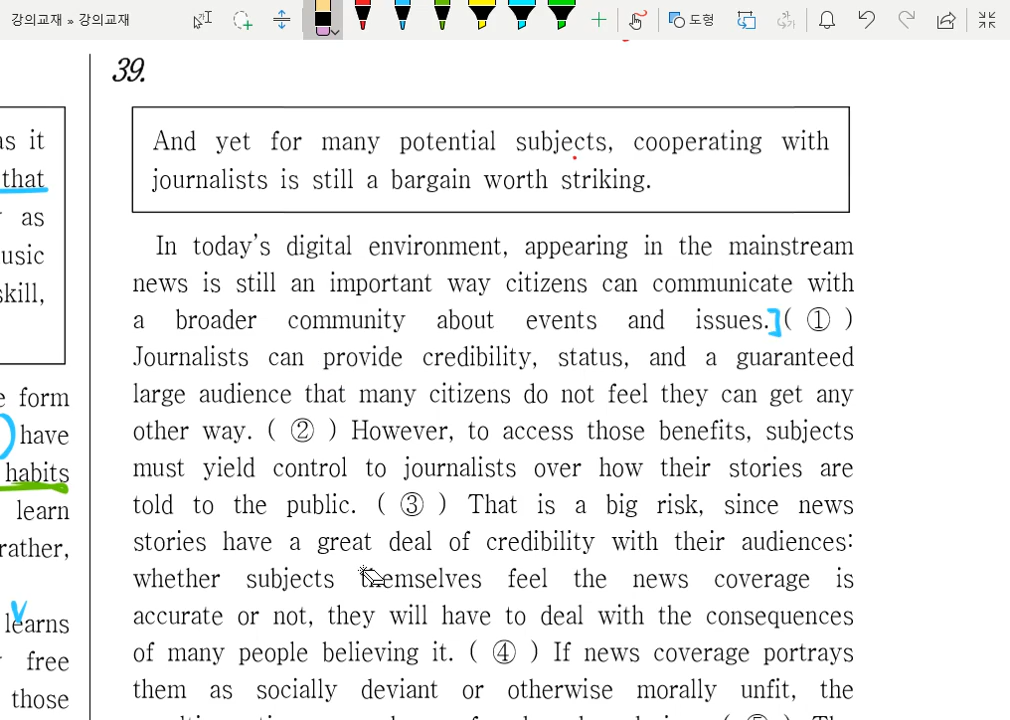 강의교재 » 강의교재
도형
39.
And yet for many potential subjects, cooperating with
journalists is still a bargain worth striking.
In today's digital environment, appearing in the mainstream
news is still an important way citizens can communicate with
a broader community about events and issues. ( ① )
Journalists can provide credibility, status, and a guaranteed
large audience that many citizens do not feel they can get any
other way. ( ② ) However, to access those benefits, subjects
must yield control to journalists over how their stories are
told to the public. ( ③ ) That is a big risk, since news
stories have a great deal of credibility with their audiences:
whether subjects themselves feel the news coverage is
accurate or not, they will have to deal with the consequences
of many people believing it. ( ④ ) If news coverage portrays
them as socially deviant or otherwise morally unfit, the
as it
that
as
usic
skill,
e form
have
habits
learn
rather,
learns
free
those